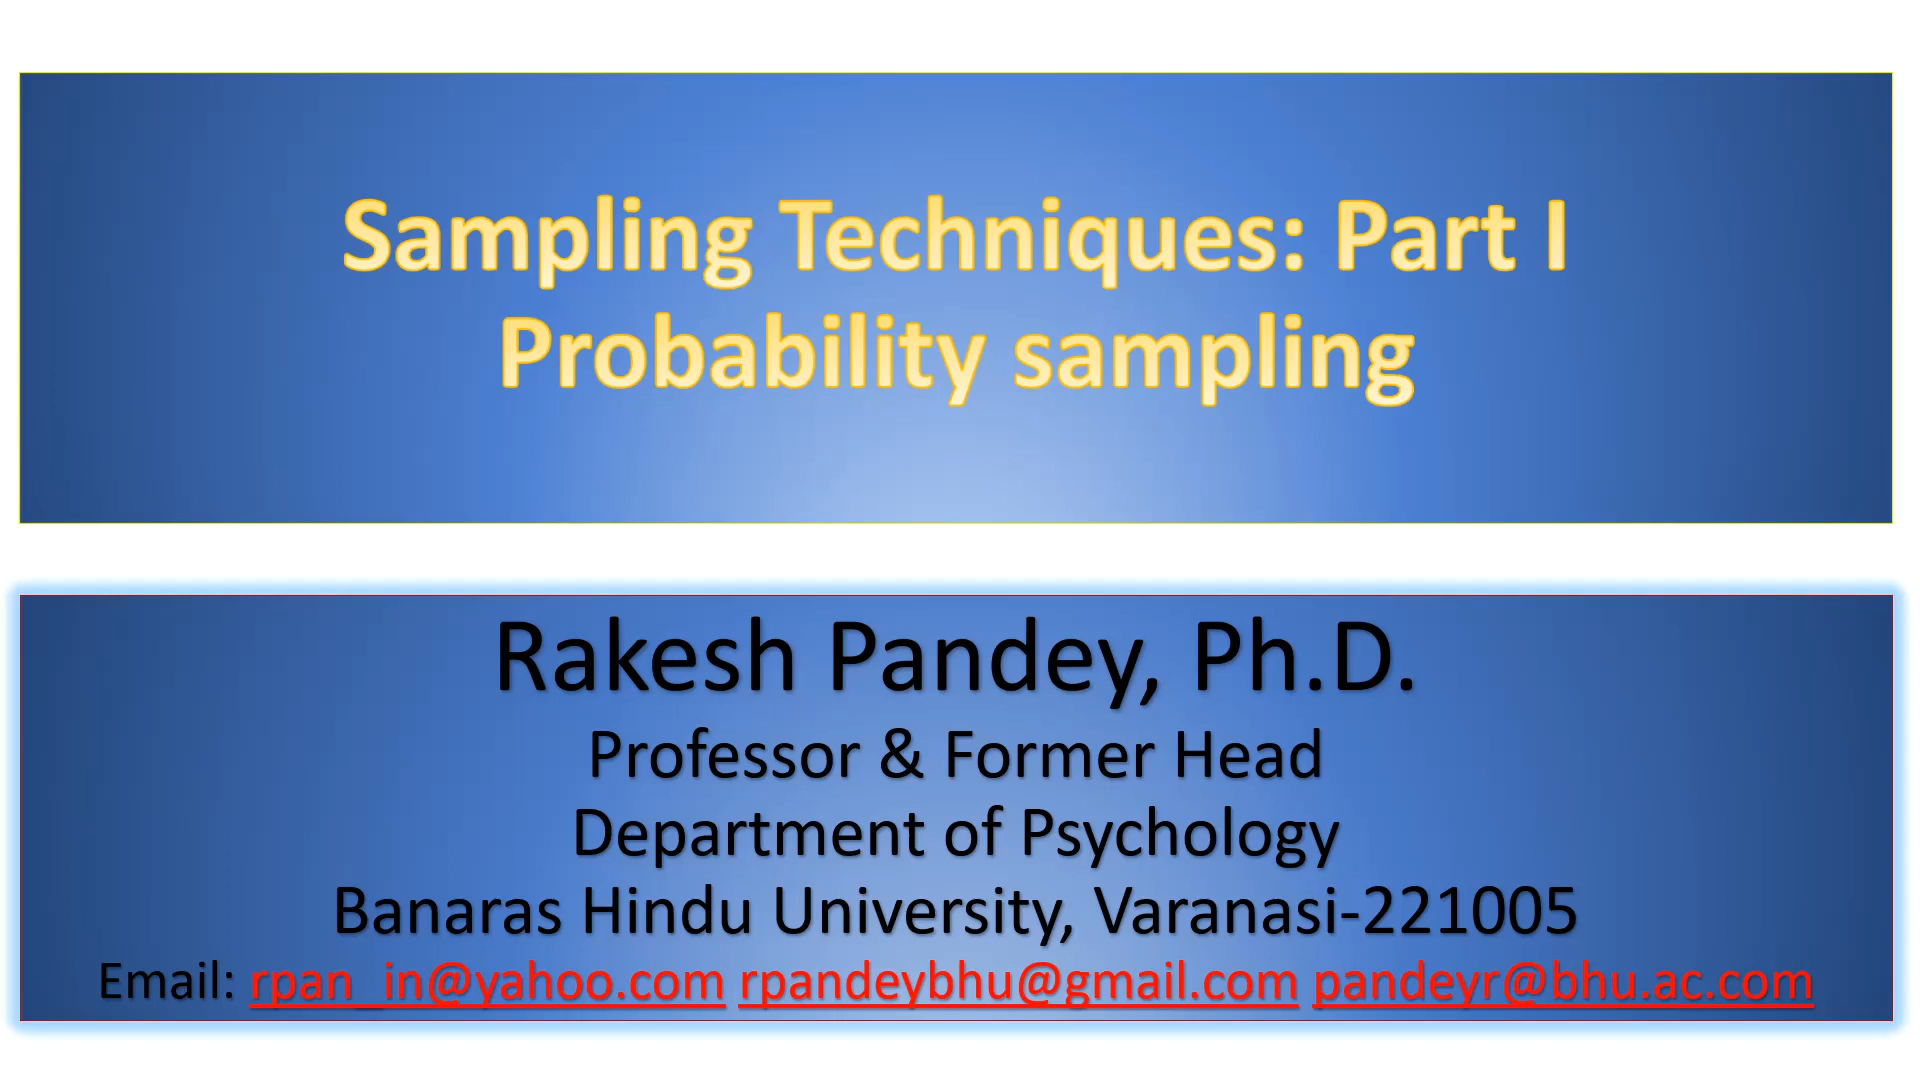 Sampling Techniques: Part I
Probability sampling
Rakesh Pandey, Ph.D.
Professor & Former Head
Department of Psychology
Banaras Hindu University, Varanasi-221005
Email: rpan_in@yahoo.com rpandeybhu@gmail.com pandeyr@bhu.ac.com